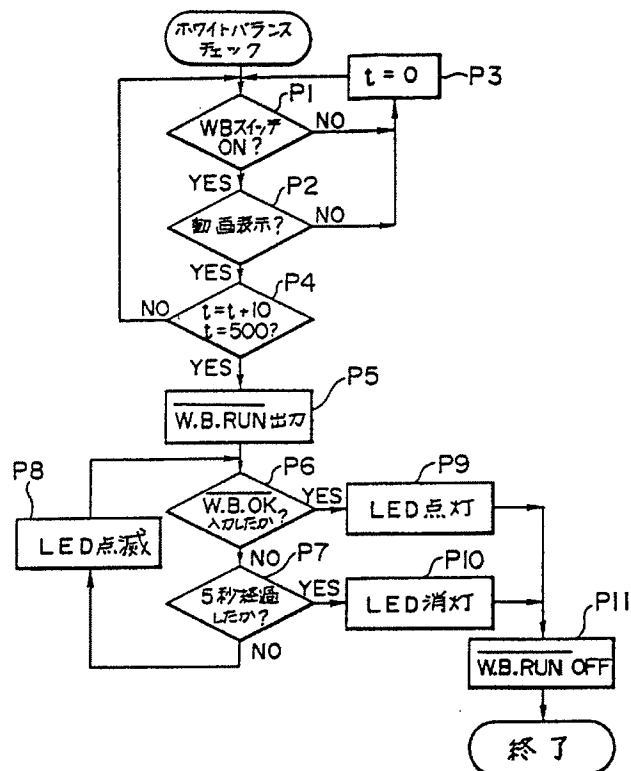 ホワイトバランス
チェック
t = 0
P3
P1
WBスイッチ
ON?
NO
YES
P2
動画表示?
NO
YES
P4
t=t+10
t=500?
NO
YES
P5
W.B.RUN出力
P6
W.B.OK
入力したか?
YES
P9
LED点灯
P8
LED点滅
NO
P7
5秒経過
したか?
YES
P10
LED消灯
NO
P11
W.B.RUN OFF
終了